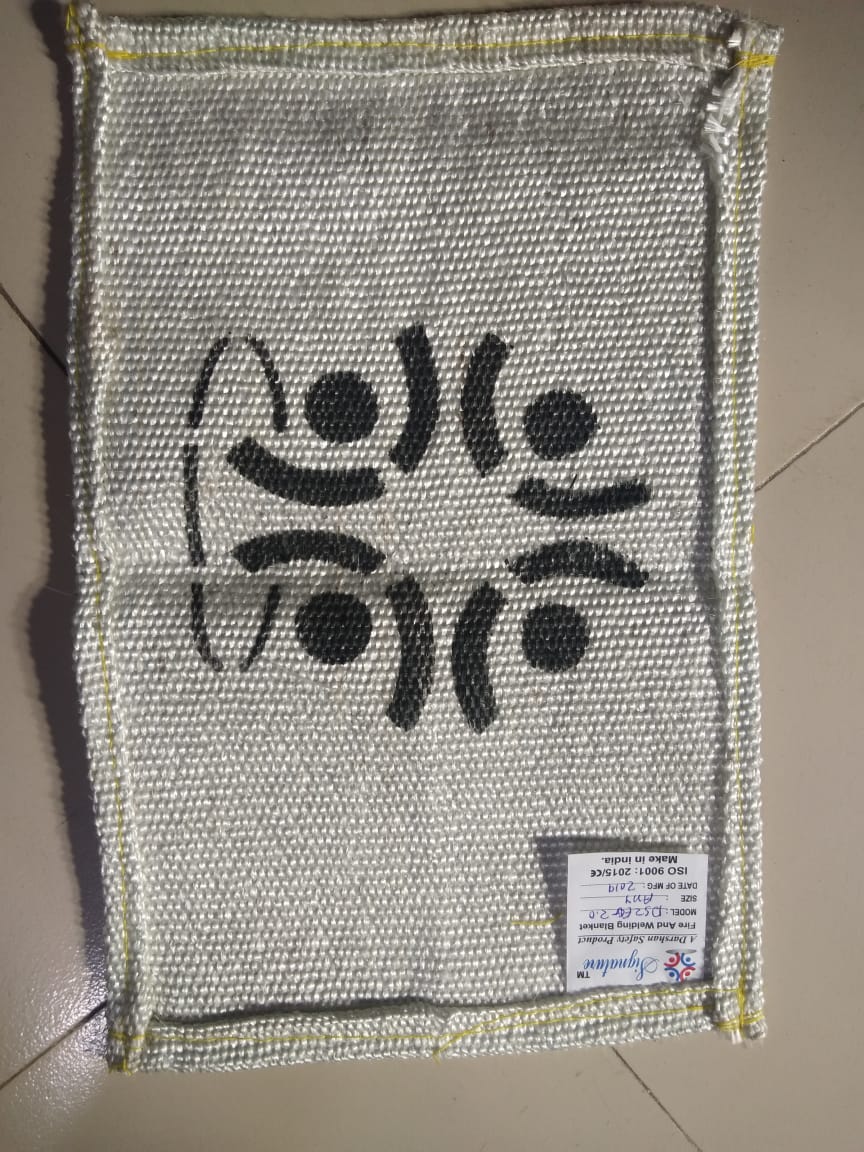 Signature TM
A Darshan Safety Product
Fire And Welding Blanket
MODEL:
SIZE :
DATE OF MFG: 2019
ISO 9001: 2015/CE
Make in india.